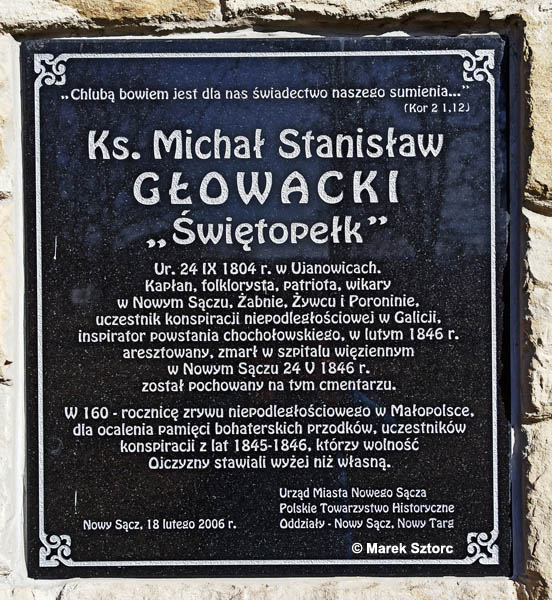 „Chlubą bowiem jest dla nas świadectwo naszego sumienia..."
(Kor 2 1,12)
Ks. Michał Stanisław
GŁOWACKI
„Świętopełk”
Ur. 24 IX 1804 r. w Ujanowicach.
Kapłan, folklorysta, patriota, wikary
w Nowym Sączu, Żabnie, Żywcu i Poroninie,
uczestnik konspiracji niepodległościowej w Galicji,
inspirator powstania chochołowskiego, w lutym 1846 r.
aresztowany, zmarł w szpitalu więziennym
w Nowym Sączu 24 V 1846 r.
został pochowany na tym cmentarzu.
W 160 - rocznicę zrywu niepodległościowego w Małopolsce,
dla ocalenia pamięci bohaterskich przodków, uczestników
konspiracji z lat 1845-1846, którzy wolność
Ojczyzny stawiali wyżej niż własną.
Urząd Miasta Nowego Sącza
Polskie Towarzystwo Historyczne
Nowy Sącz, 18 lutego 2006 r. Oddziały - Nowy Sącz, Nowy Targ
© Marek Sztorc